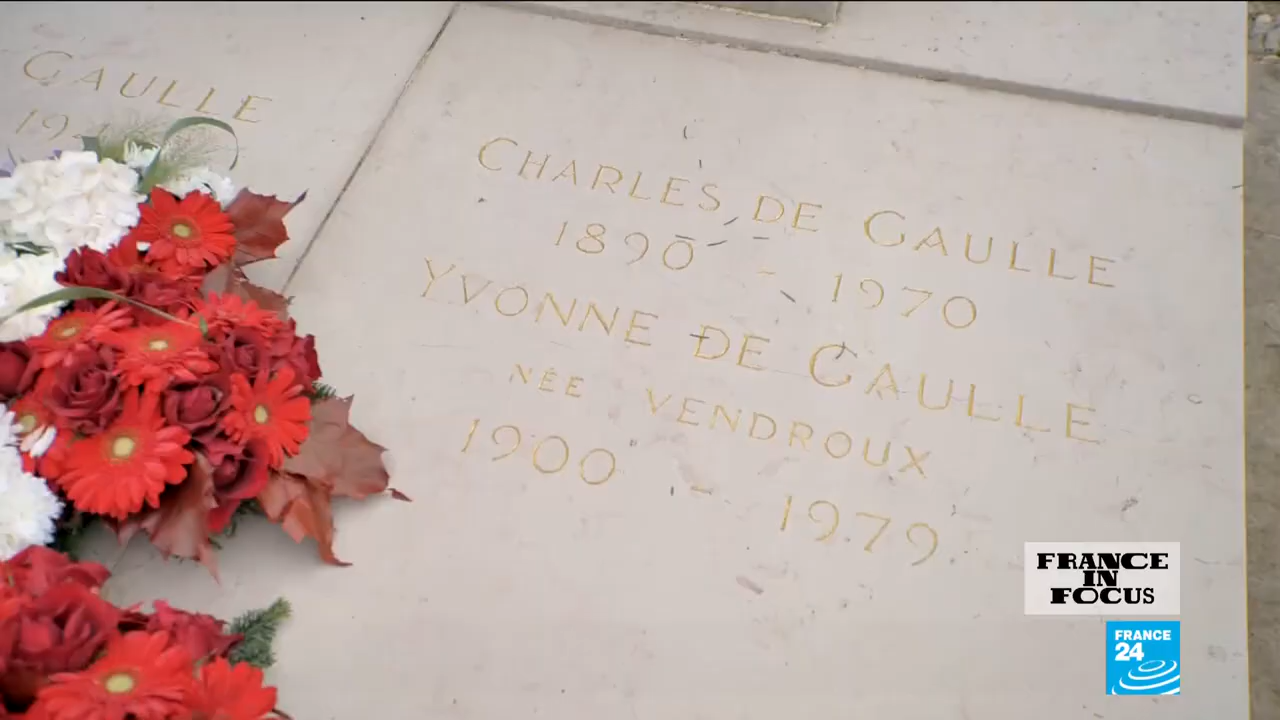 GAULLE
CHARLES DE GAULLE
1890 - 1970
YVONNE DE GAULLE
NÉE VENDROUX
1900 - 1979
FRANCE
IN
FOCUS
FRANCE
24